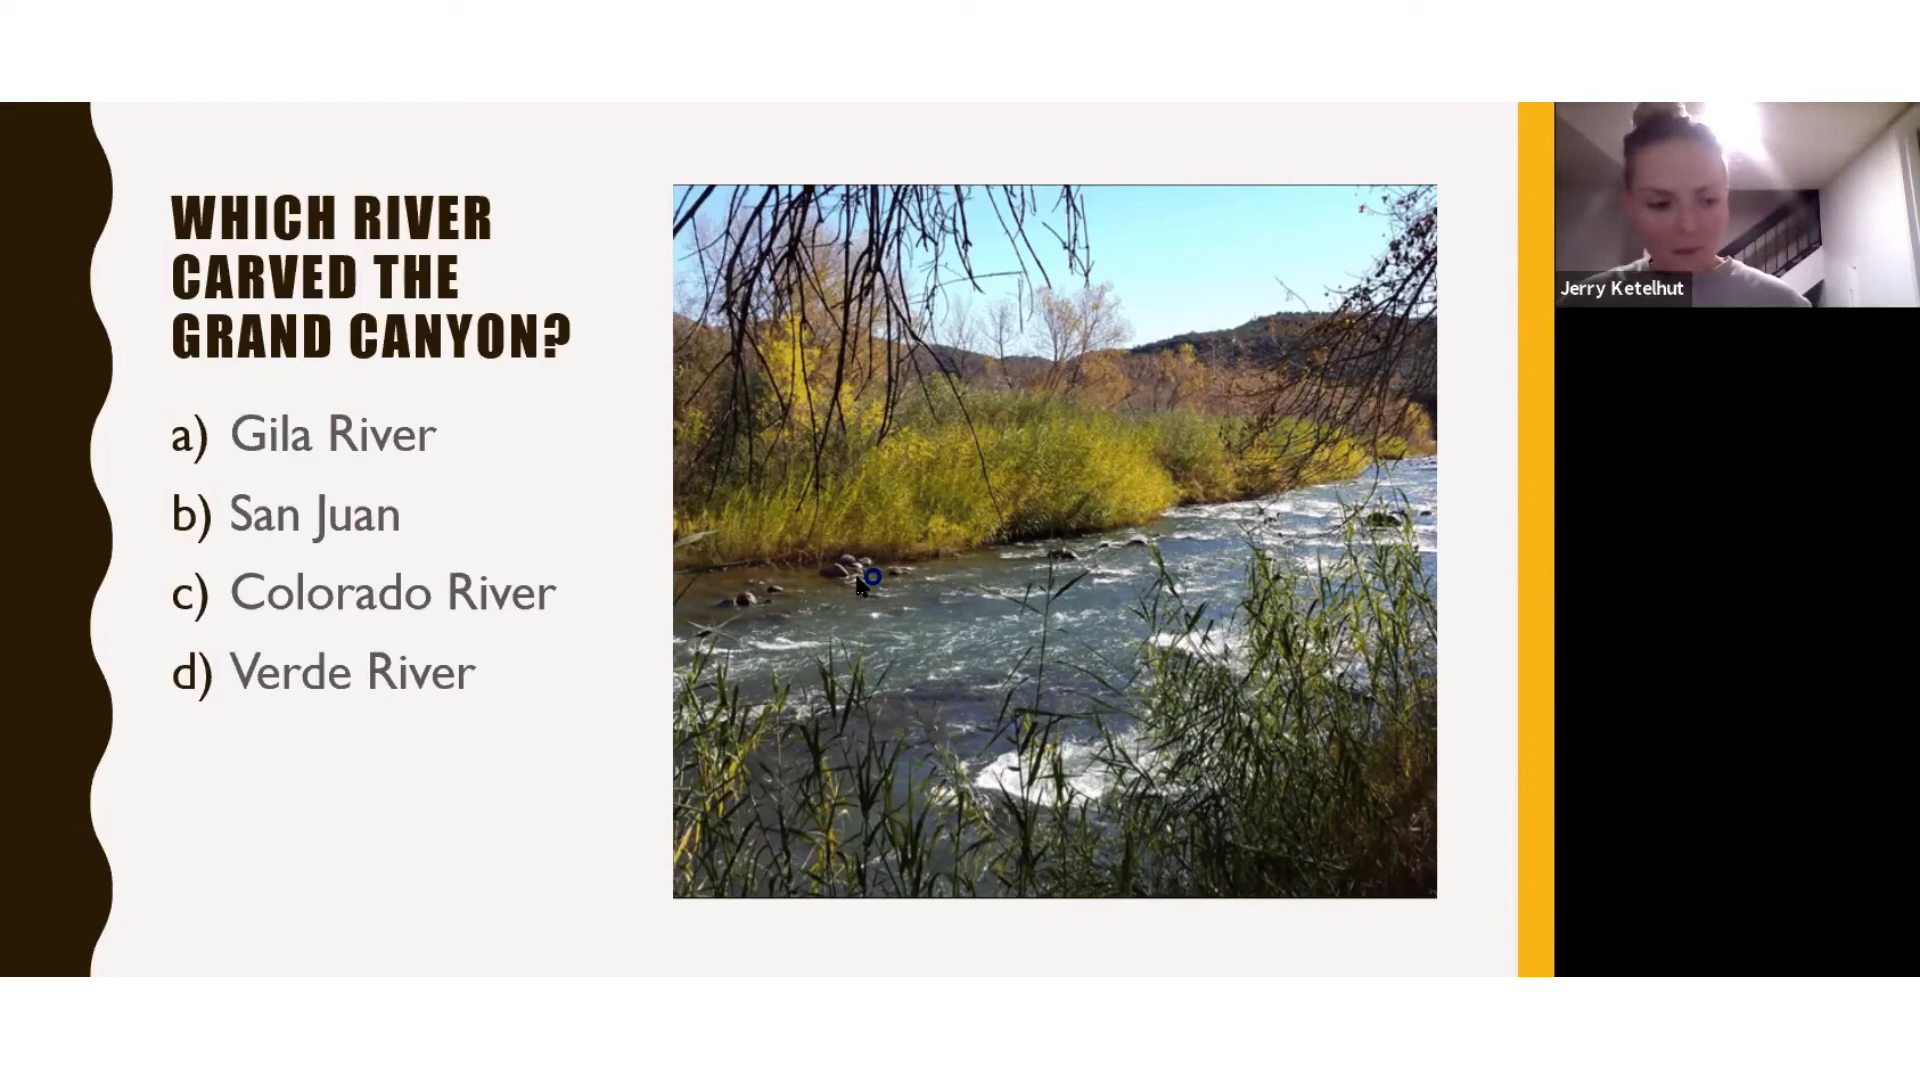 WHICH RIVER
CARVED THE
GRAND CANYON?
a) Gila River
b) San Juan
c) Colorado River
d) Verde River
Jerry Ketelhut